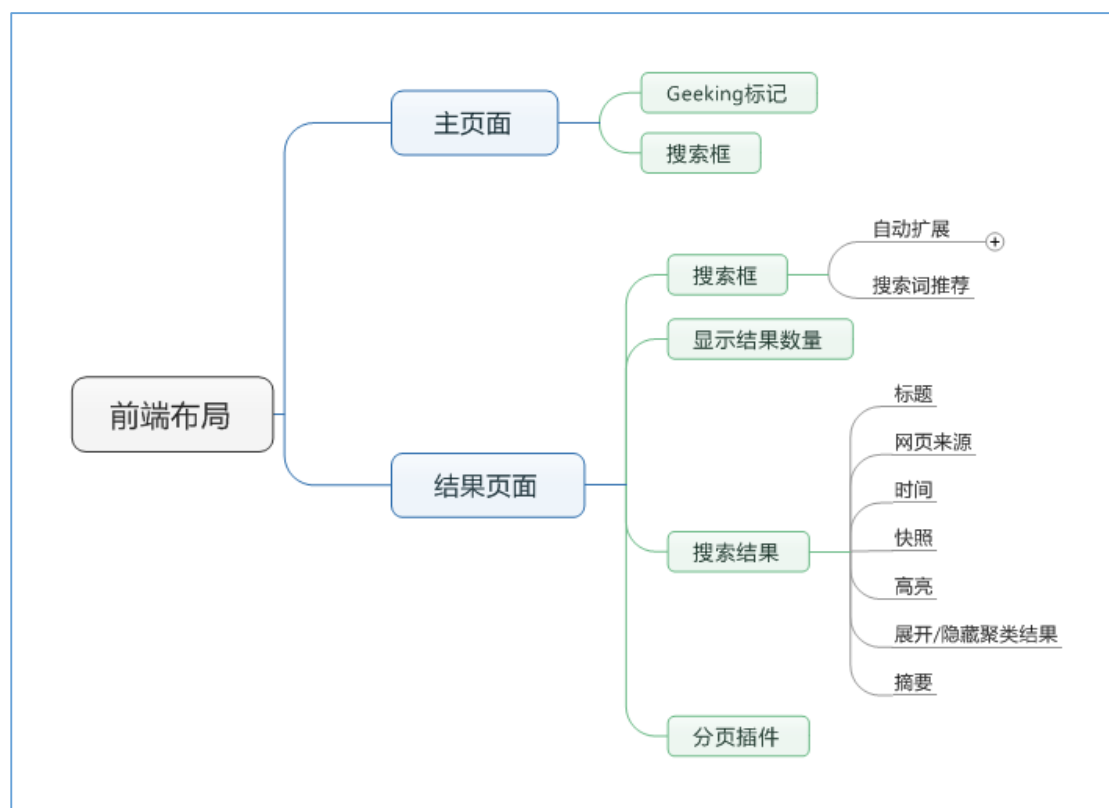 前端布局
主页面
Geeking标记
搜索框
结果页面
搜索框
自动扩展
搜索词推荐
显示结果数量
搜索结果
标题
网页来源
时间
快照
高亮
展开/隐藏聚类结果
摘要
分页插件